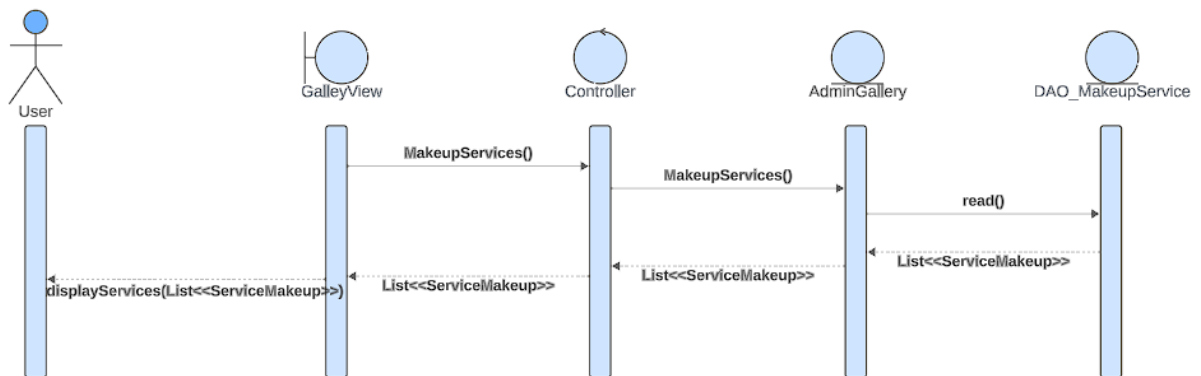 User
GalleyView
Controller
AdminGallery
DAO_MakeupService
MakeupServices()
MakeupServices()
read()
List<<ServiceMakeup>>
List<<ServiceMakeup>>
List<<ServiceMakeup>>
displayServices(List<<ServiceMakeup>>)